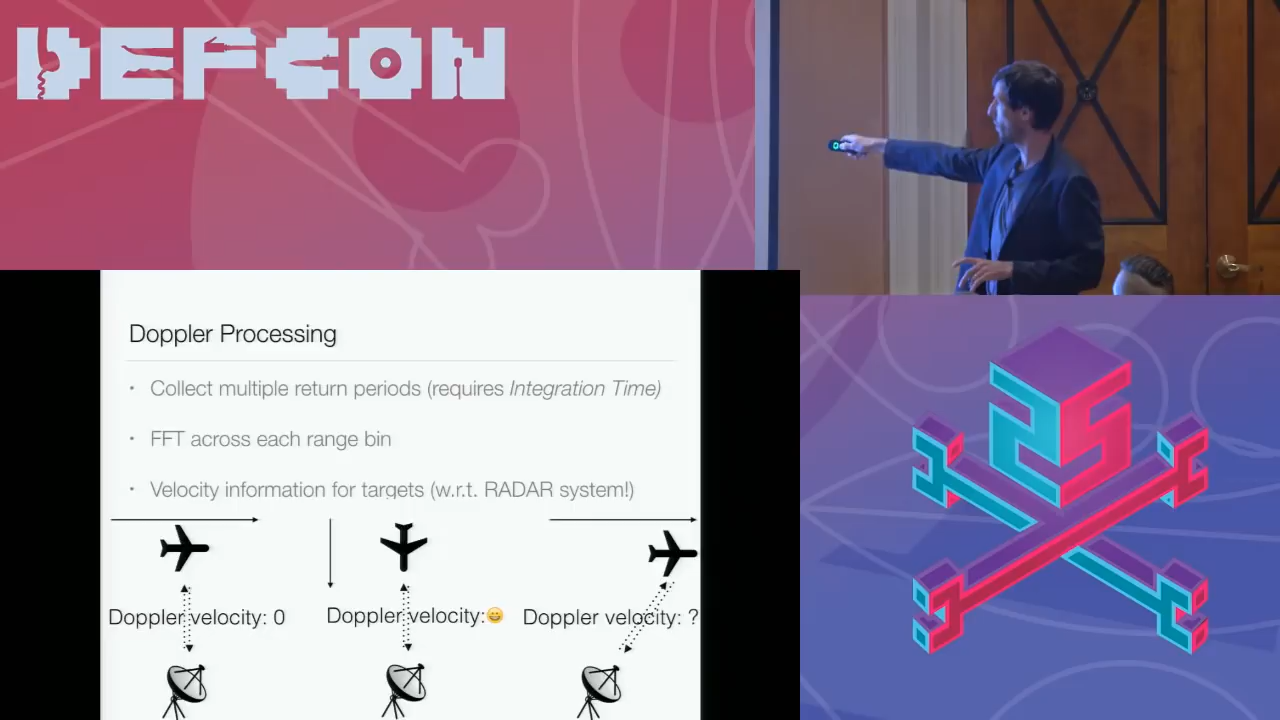 DEFCON
Doppler Processing
• Collect multiple return periods (requires Integration Time)
• FFT across each range bin
• Velocity information for targets (w.r.t. RADAR system!)
Doppler velocity: 0
Doppler velocity:😄
Doppler velocity: ?
25